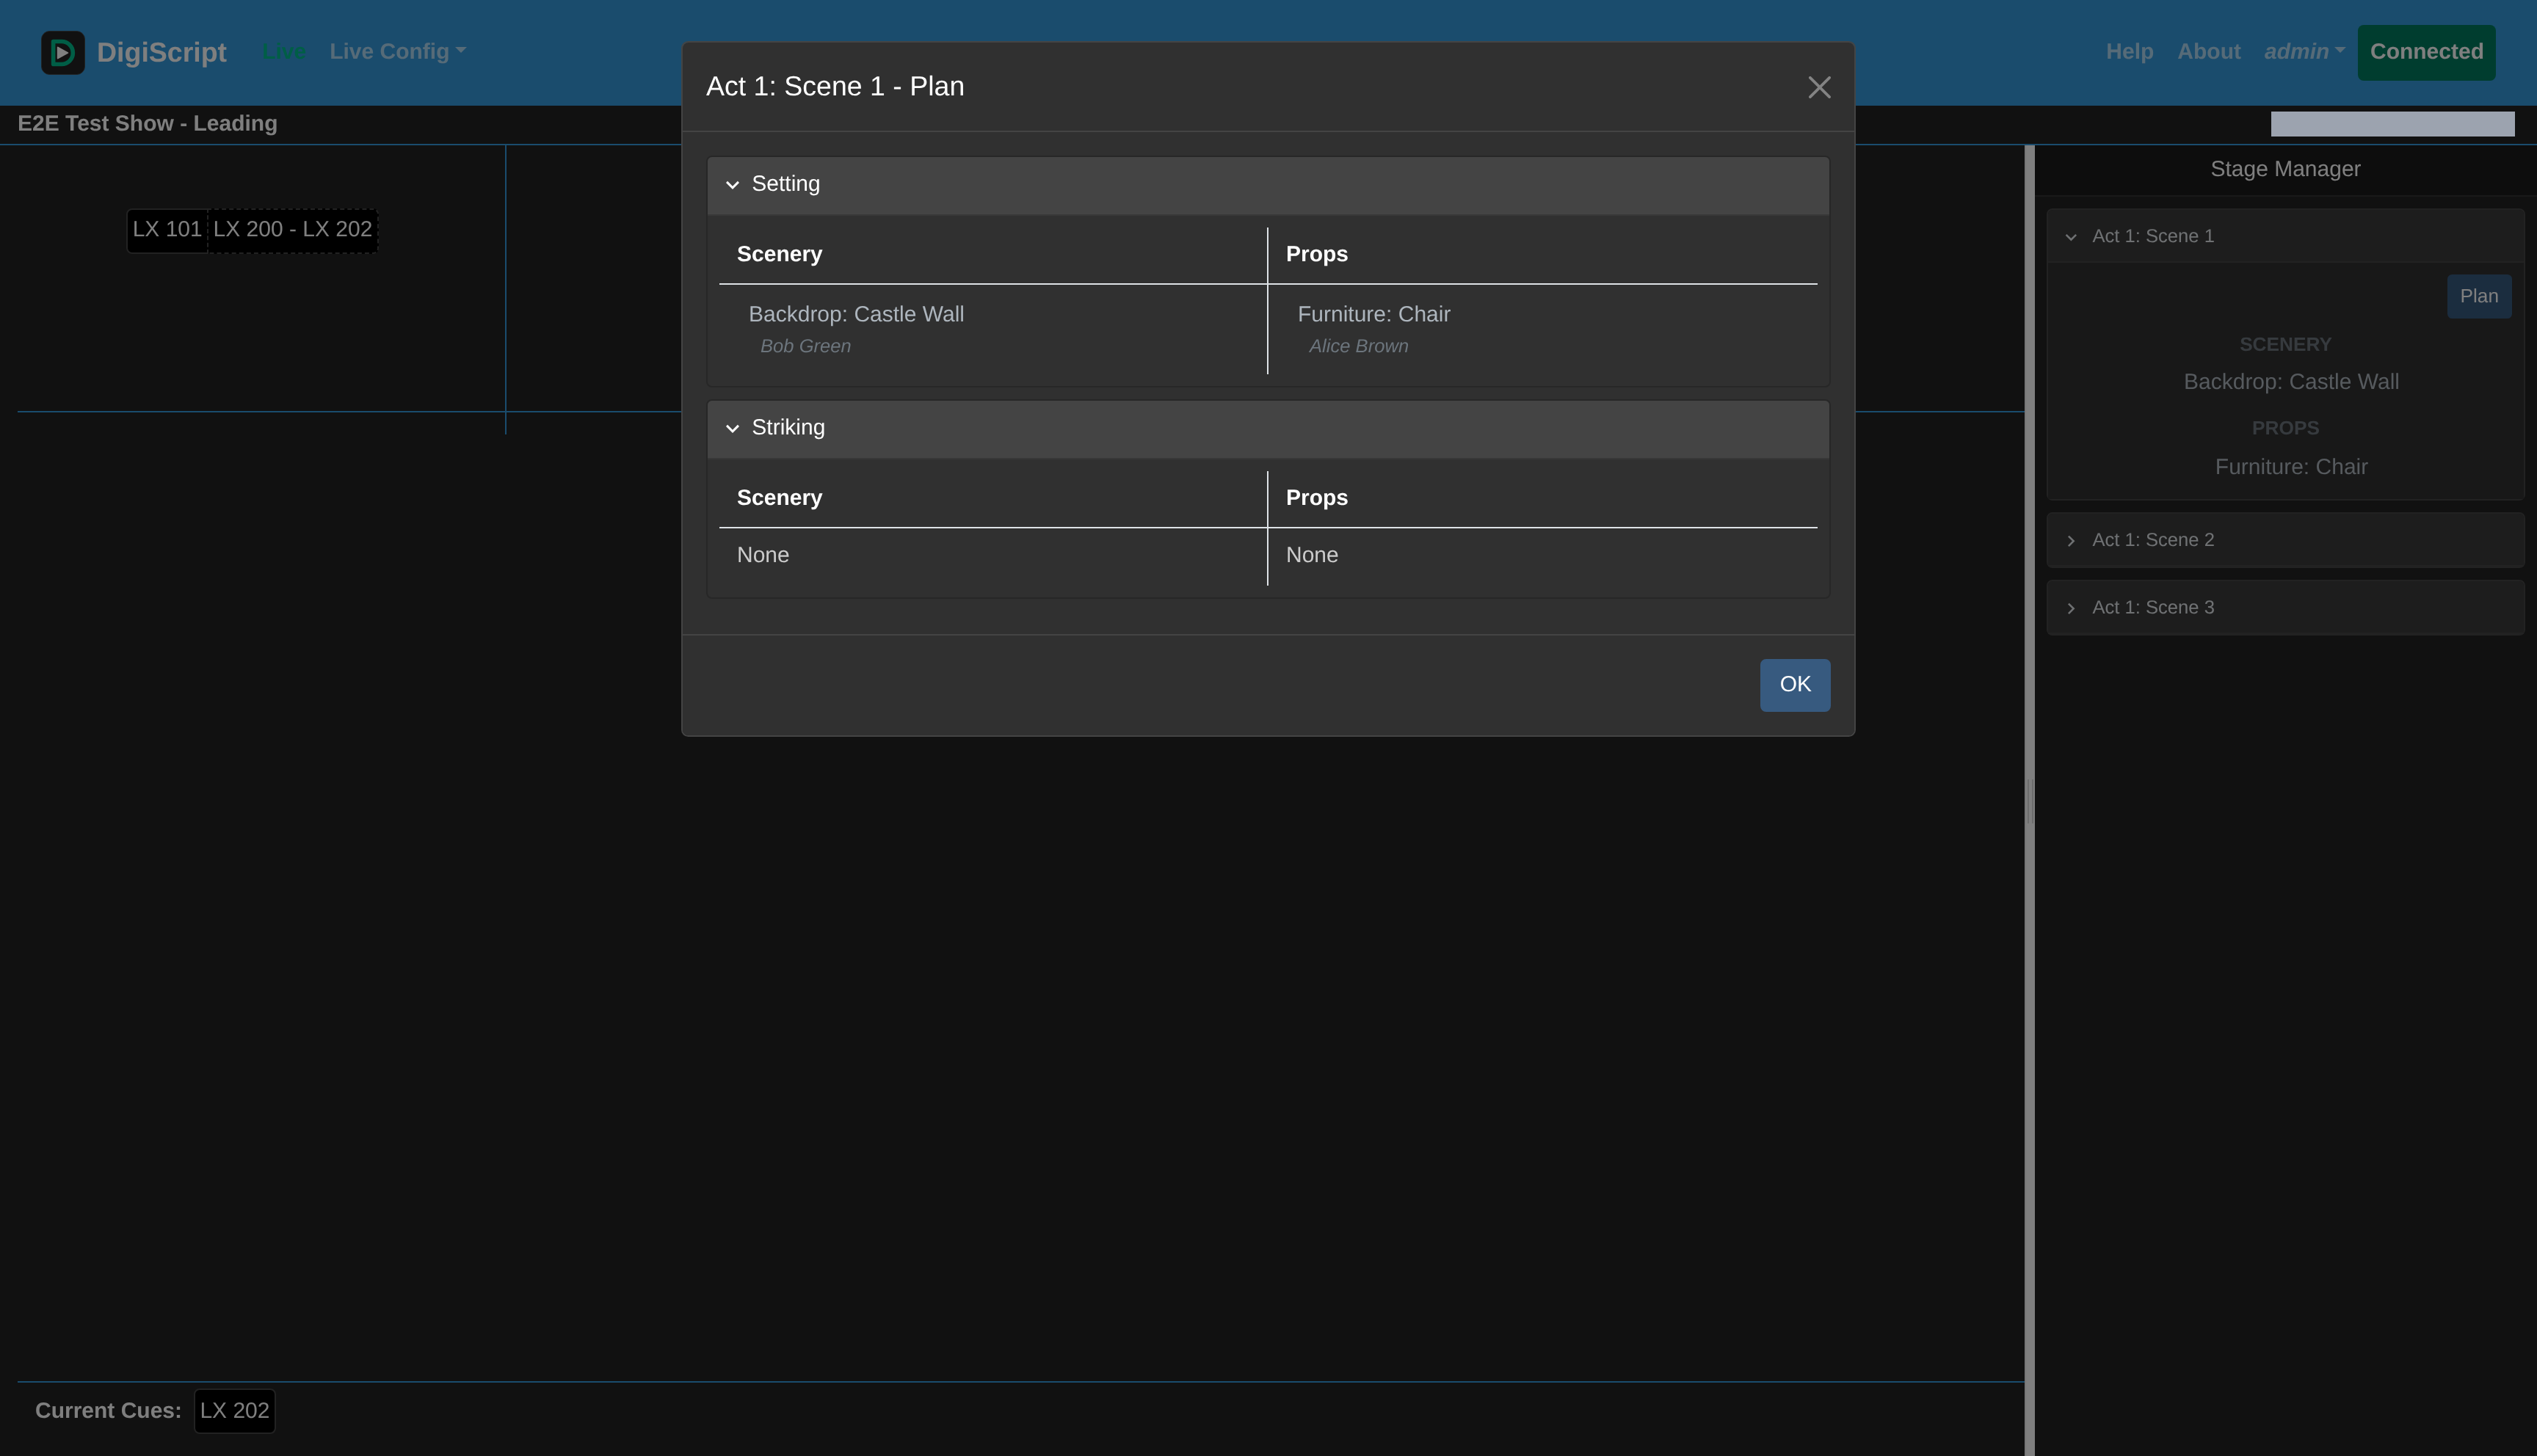 DigiScript Live Live Config Help About admin Connected
E2E Test Show - Leading
LX 101 LX 200 - LX 202
Act 1: Scene 1 - Plan
Setting
Scenery Props
Backdrop: Castle Wall Furniture: Chair
Bob Green Alice Brown
Striking
Scenery Props
None None
OK
Stage Manager
Act 1: Scene 1
Plan
SCENERY
Backdrop: Castle Wall
PROPS
Furniture: Chair
Act 1: Scene 2
Act 1: Scene 3
Current Cues: LX 202